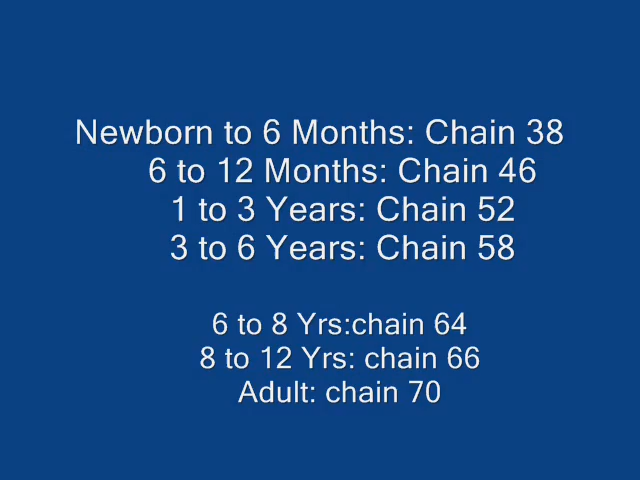 Newborn to 6 Months: Chain 38
6 to 12 Months: Chain 46
1 to 3 Years: Chain 52
3 to 6 Years: Chain 58
6 to 8 Yrs:chain 64
8 to 12 Yrs: chain 66
Adult: chain 70